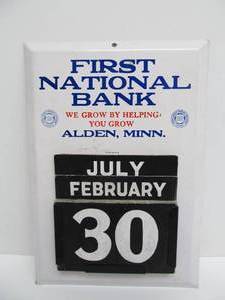 FIRST
NATIONAL
BANK
WE GROW BY HELPING
YOU GROW
ALDEN, MINN.
JULY
FEBRUARY
30